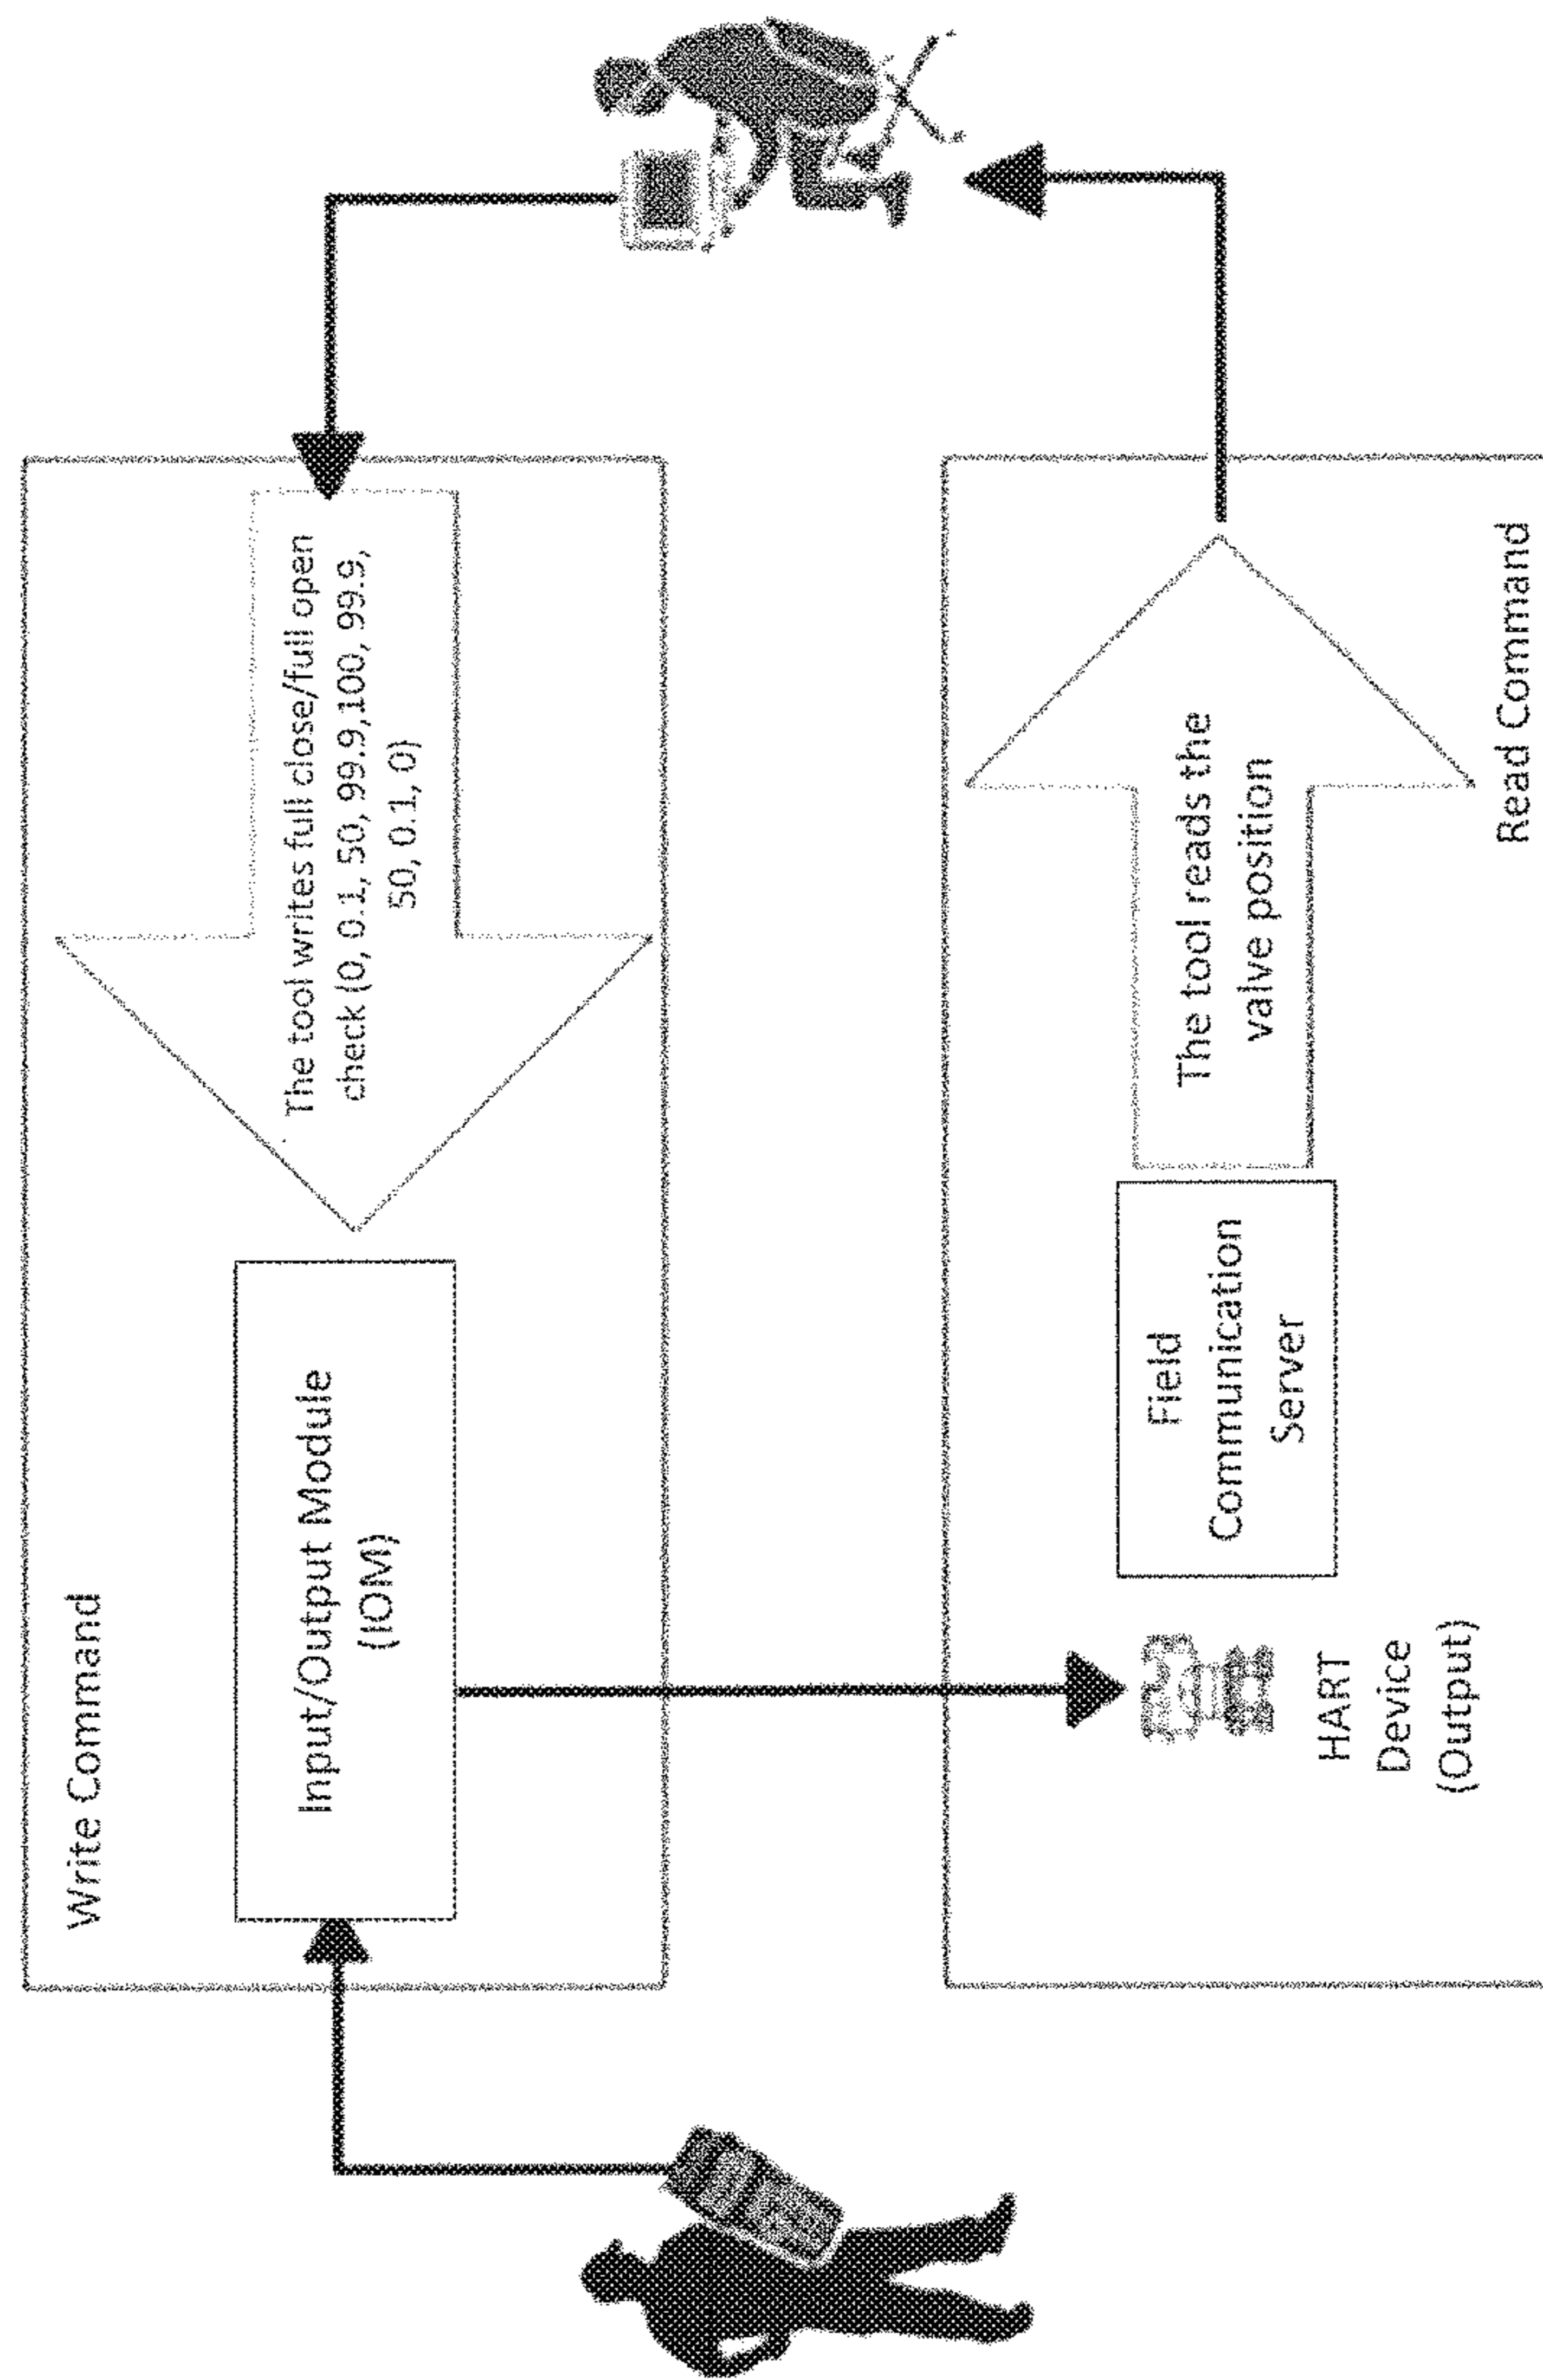 Write Command
Input/Output Module
(IOM)
The tool writes full close/full open
check (0, 0.1, 50, 99.9,100, 99.9,
50, 0.1, 0)
HART
Device
(Output)
Field
Communication
Server
The tool reads the
valve position
Read Command